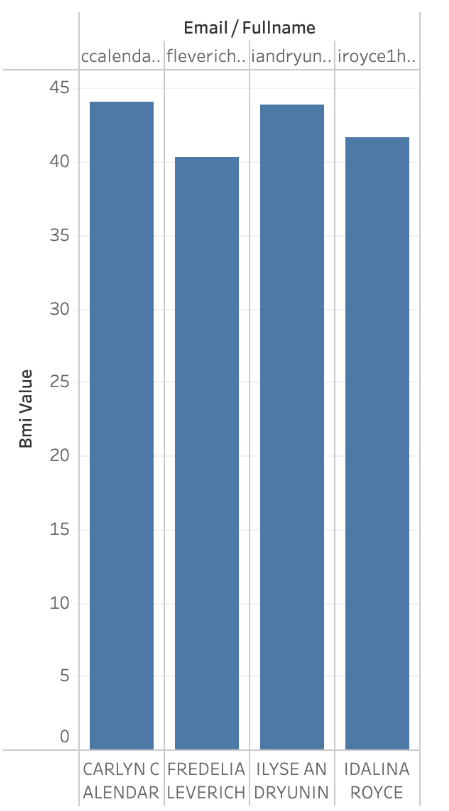 Email / Fullname
ccalenda.. fleverich.. iandryun.. iroyce1h..
45
40
35
30
25
20
15
10
5
0
Bmi Value
CARLYN C FREDELIA ILYSE AN IDALINA
ALENDAR LEVERICH DRYUNIN ROYCE